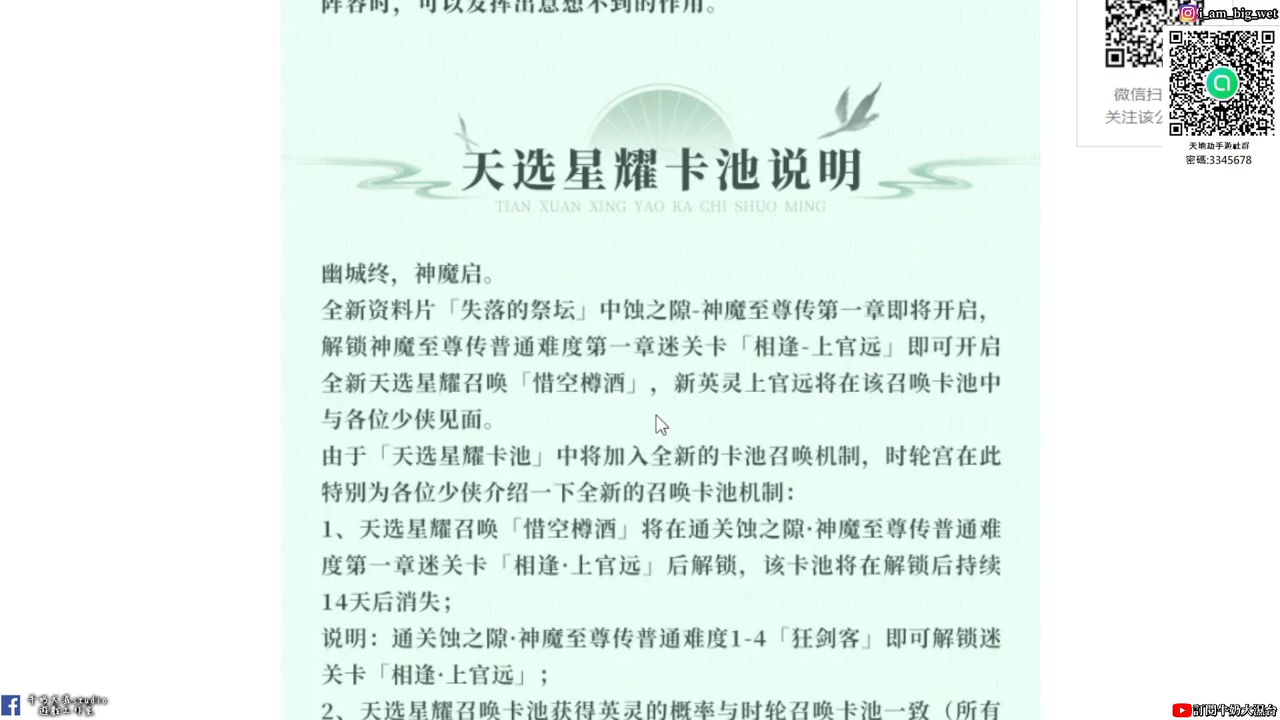 阵容时，可以发挥出意想不到的作用。
i_am_big_wet
微信扫
关注该公
天地劫手游社群
密碼:3345678
天选星耀卡池说明
TIAN XUAN XING YAO KA CHI SHUO MING
幽城终，神魔启。
全新资料片「失落的祭坛」中蚀之隙-神魔至尊传第一章即将开启，
解锁神魔至尊传普通难度第一章迷关卡「相逢-上官远」即可开启
全新天选星耀召唤「惜空樽酒」，新英灵上官远将在该召唤卡池中
与各位少侠见面。
由于「天选星耀卡池」中将加入全新的卡池召唤机制，时轮宫在此
特别为各位少侠介绍一下全新的召唤卡池机制：
1、天选星耀召唤「惜空樽酒」将在通关蚀之隙·神魔至尊传普通难
度第一章迷关卡「相逢·上官远」后解锁，该卡池将在解锁后持续
14天后消失；
说明：通关蚀之隙·神魔至尊传普通难度1-4「狂剑客」即可解锁迷
关卡「相逢·上官远」；
2、天选星耀召唤卡池获得英灵的概率与时轮召唤卡池一致（所有